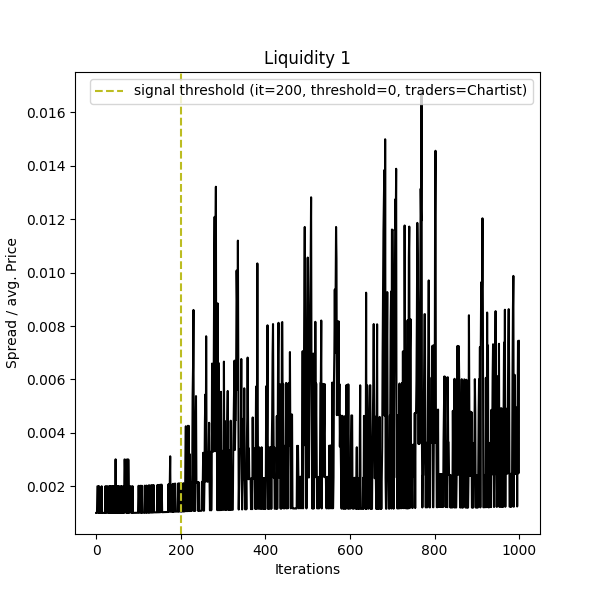 Liquidity 1
signal threshold (it=200, threshold=0, traders=Chartist)
0.016
0.014
0.012
0.010
0.008
0.006
0.004
0.002
Spread / avg. Price
0 200 400 600 800 1000
Iterations